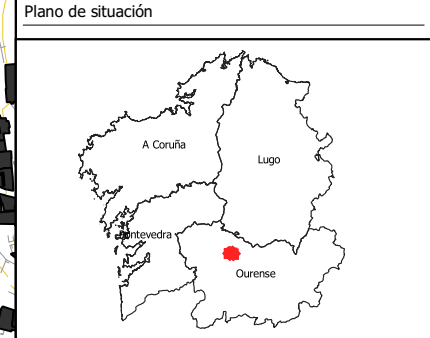 Plano de situación
A Coruña
Lugo
Pontevedra
Ourense